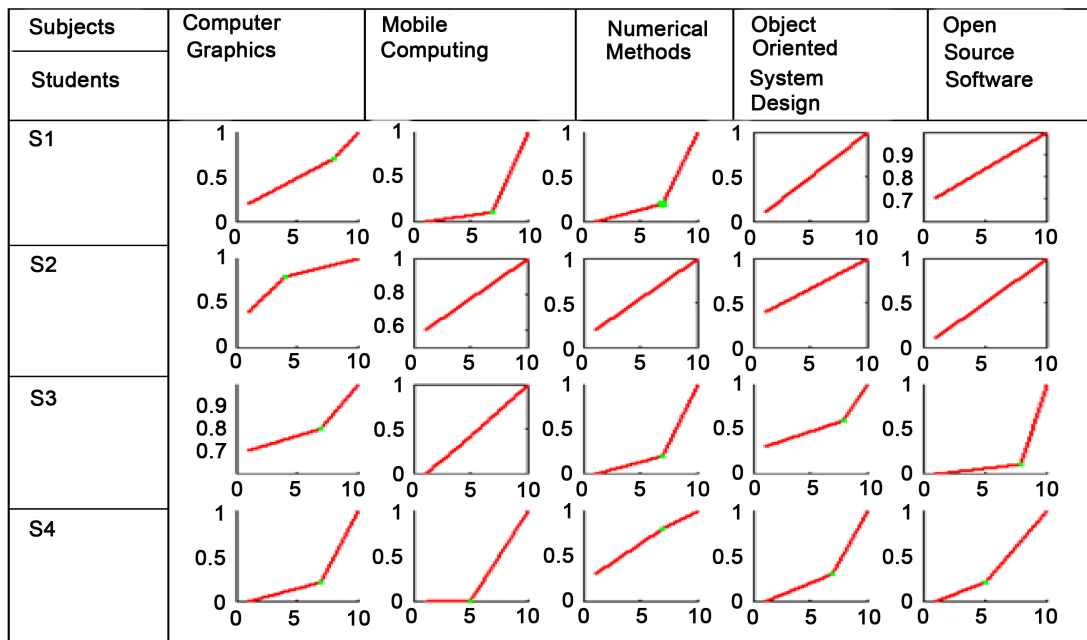 Subjects
Students
Computer
Graphics
Mobile
Computing
Numerical
Methods
Object
Oriented
System
Design
Open
Source
Software
S1
1
0.5
0
0 5 10
1
0.5
0
0 5 10
1
0.5
0
0 5 10
1
0.5
0
0 5 10
0.9
0.8
0.7
0 5 10
S2
1
0.5
0
0 5 10
1
0.8
0.6
0 5 10
1
0.5
0
0 5 10
1
0.5
0
0 5 10
1
0.5
0
0 5 10
S3
0.9
0.8
0.7
0 5 10
1
0.5
0
0 5 10
1
0.5
0
0 5 10
1
0.5
0
0 5 10
1
0.5
0
0 5 10
S4
1
0.5
0
0 5 10
1
0.5
0
0 5 10
1
0.5
0
0 5 10
1
0.5
0
0 5 10
1
0.5
0
0 5 10